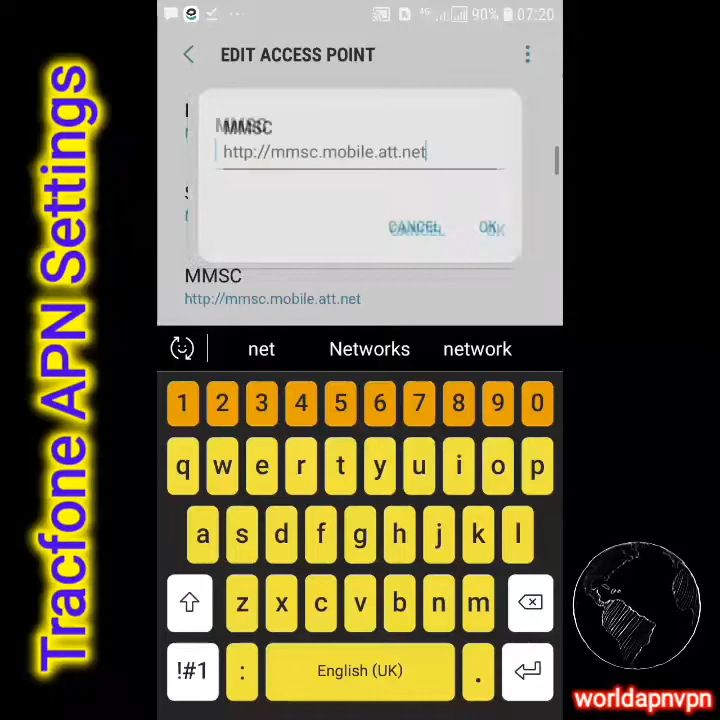 Tracfone APN Settings
4G 90% 07:20
EDIT ACCESS POINT
MMSC
http://mmsc.mobile.att.net
CANCEL OK
MMSC
http://mmsc.mobile.att.net
net Networks network
1 2 3 4 5 6 7 8 9 0
q w e r t y u i o p
a s d f g h j k l
z x c v b n m
!#1 : English (UK) .
worldapnvpn